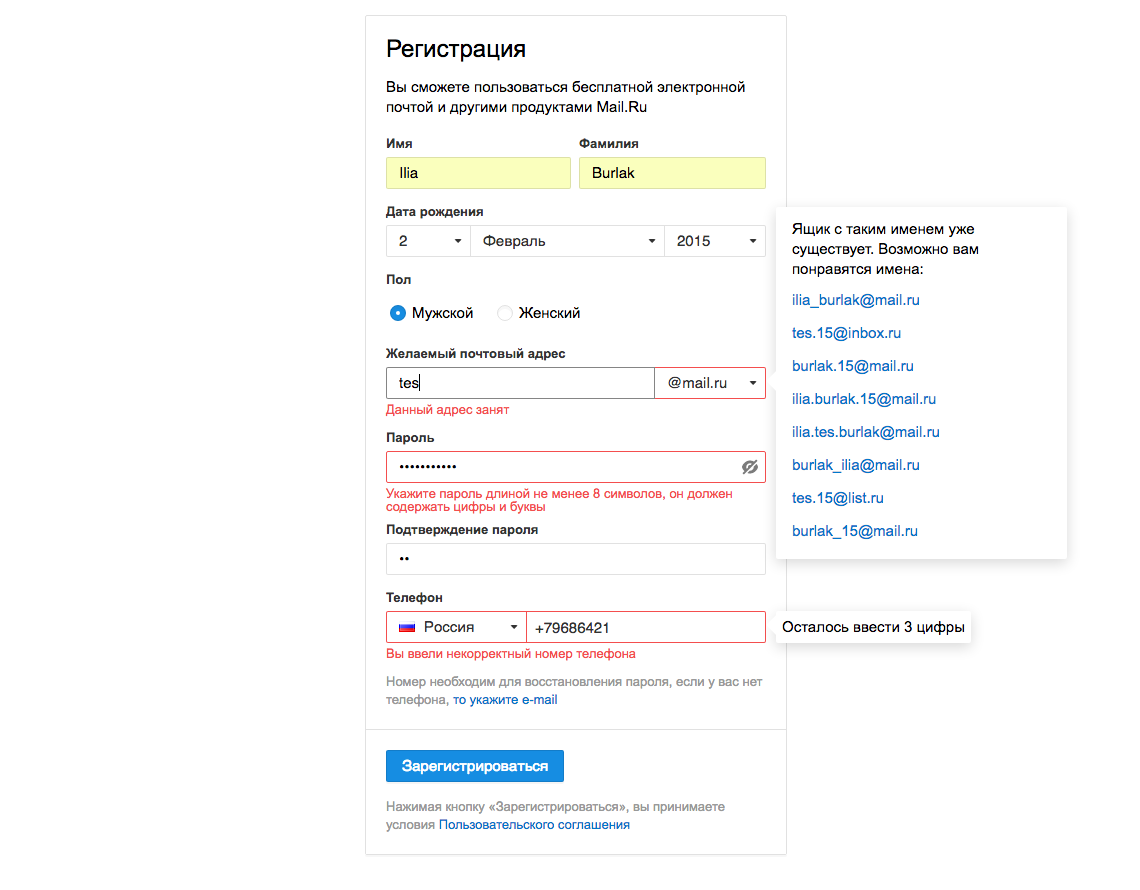 Регистрация
Вы сможете пользоваться бесплатной электронной
почтой и другими продуктами Mail.Ru
Имя Фамилия
Ilia Burlak
Дата рождения
2 Февраль 2015
Пол
Мужской Женский
Желаемый почтовый адрес
tes @mail.ru
Данный адрес занят
Пароль
•••••••••••
Укажите пароль длиной не менее 8 символов, он должен
содержать цифры и буквы
Подтверждение пароля
••
Телефон
Россия +79686421
Вы ввели некорректный номер телефона
Номер необходим для восстановления пароля, если у вас нет
телефона, то укажите e-mail
Зарегистрироваться
Нажимая кнопку «Зарегистрироваться», вы принимаете
условия Пользовательского соглашения
Ящик с таким именем уже
существует. Возможно вам
понравятся имена:
ilia_burlak@mail.ru
tes.15@inbox.ru
burlak.15@mail.ru
ilia.burlak.15@mail.ru
ilia.tes.burlak@mail.ru
burlak_ilia@mail.ru
tes.15@list.ru
burlak_15@mail.ru
Осталось ввести 3 цифры